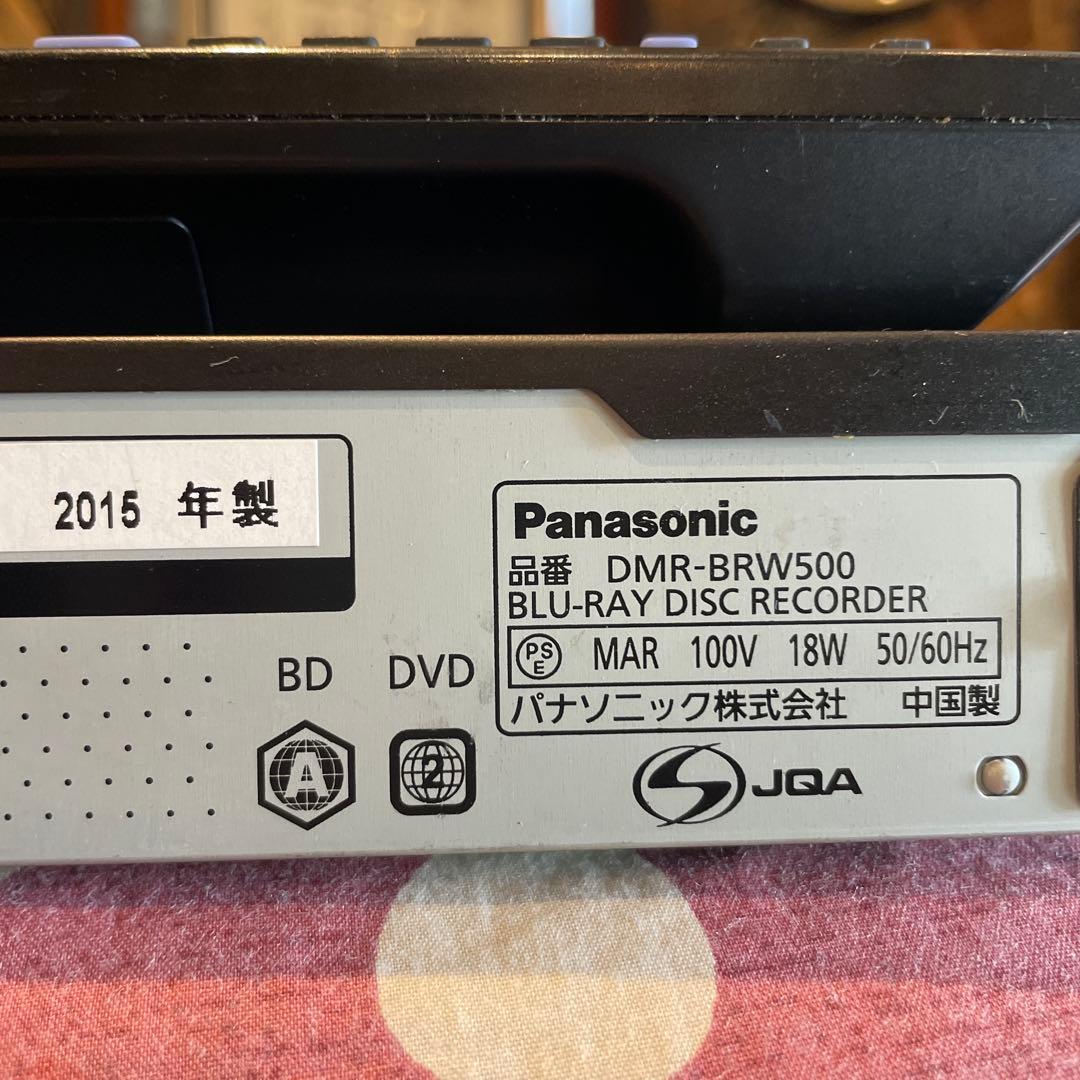 2015 年製
Panasonic
品番 DMR-BRW500
BLU-RAY DISC RECORDER
PSE MAR 100V 18W 50/60Hz
パナソニック株式会社 中国製
BD DVD
A 2
JQA